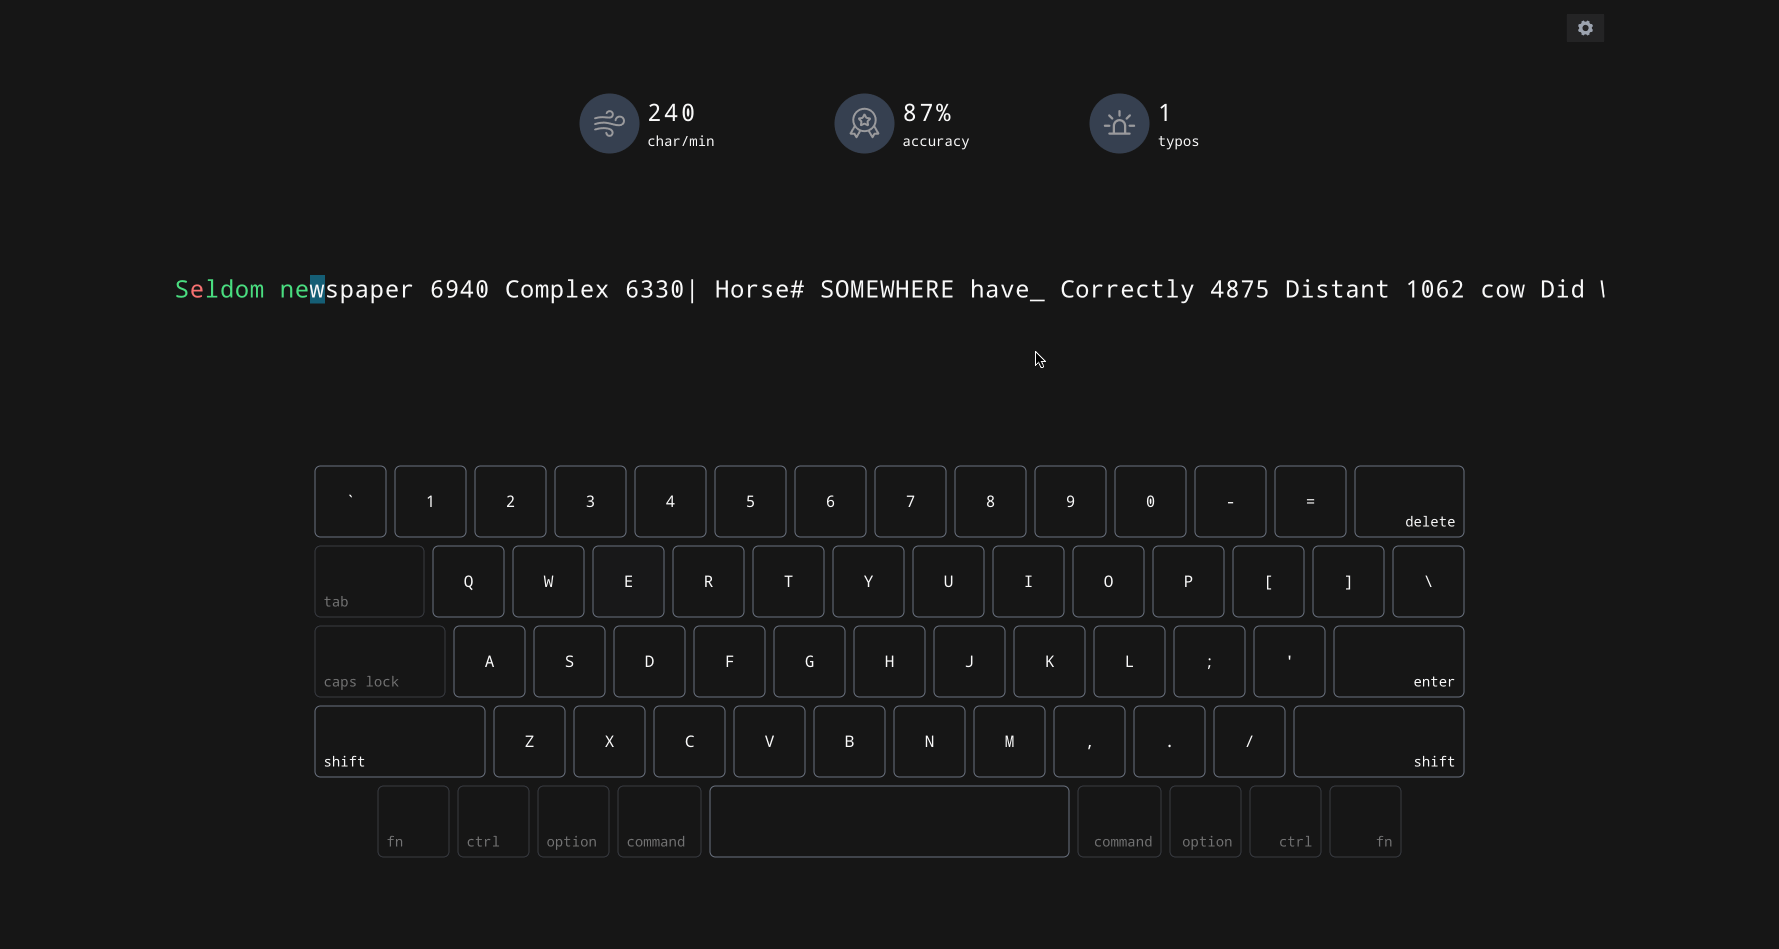 240
char/min
87%
accuracy
1
typos
Seldom newspaper 6940 Complex 6330| Horse# SOMEWHERE have_ Correctly 4875 Distant 1062 cow Did
` 1 2 3 4 5 6 7 8 9 0 - = delete
tab Q W E R T Y U I O P [ ] \
caps lock A S D F G H J K L ; ' enter
shift Z X C V B N M , . / shift
fn ctrl option command command option ctrl fn